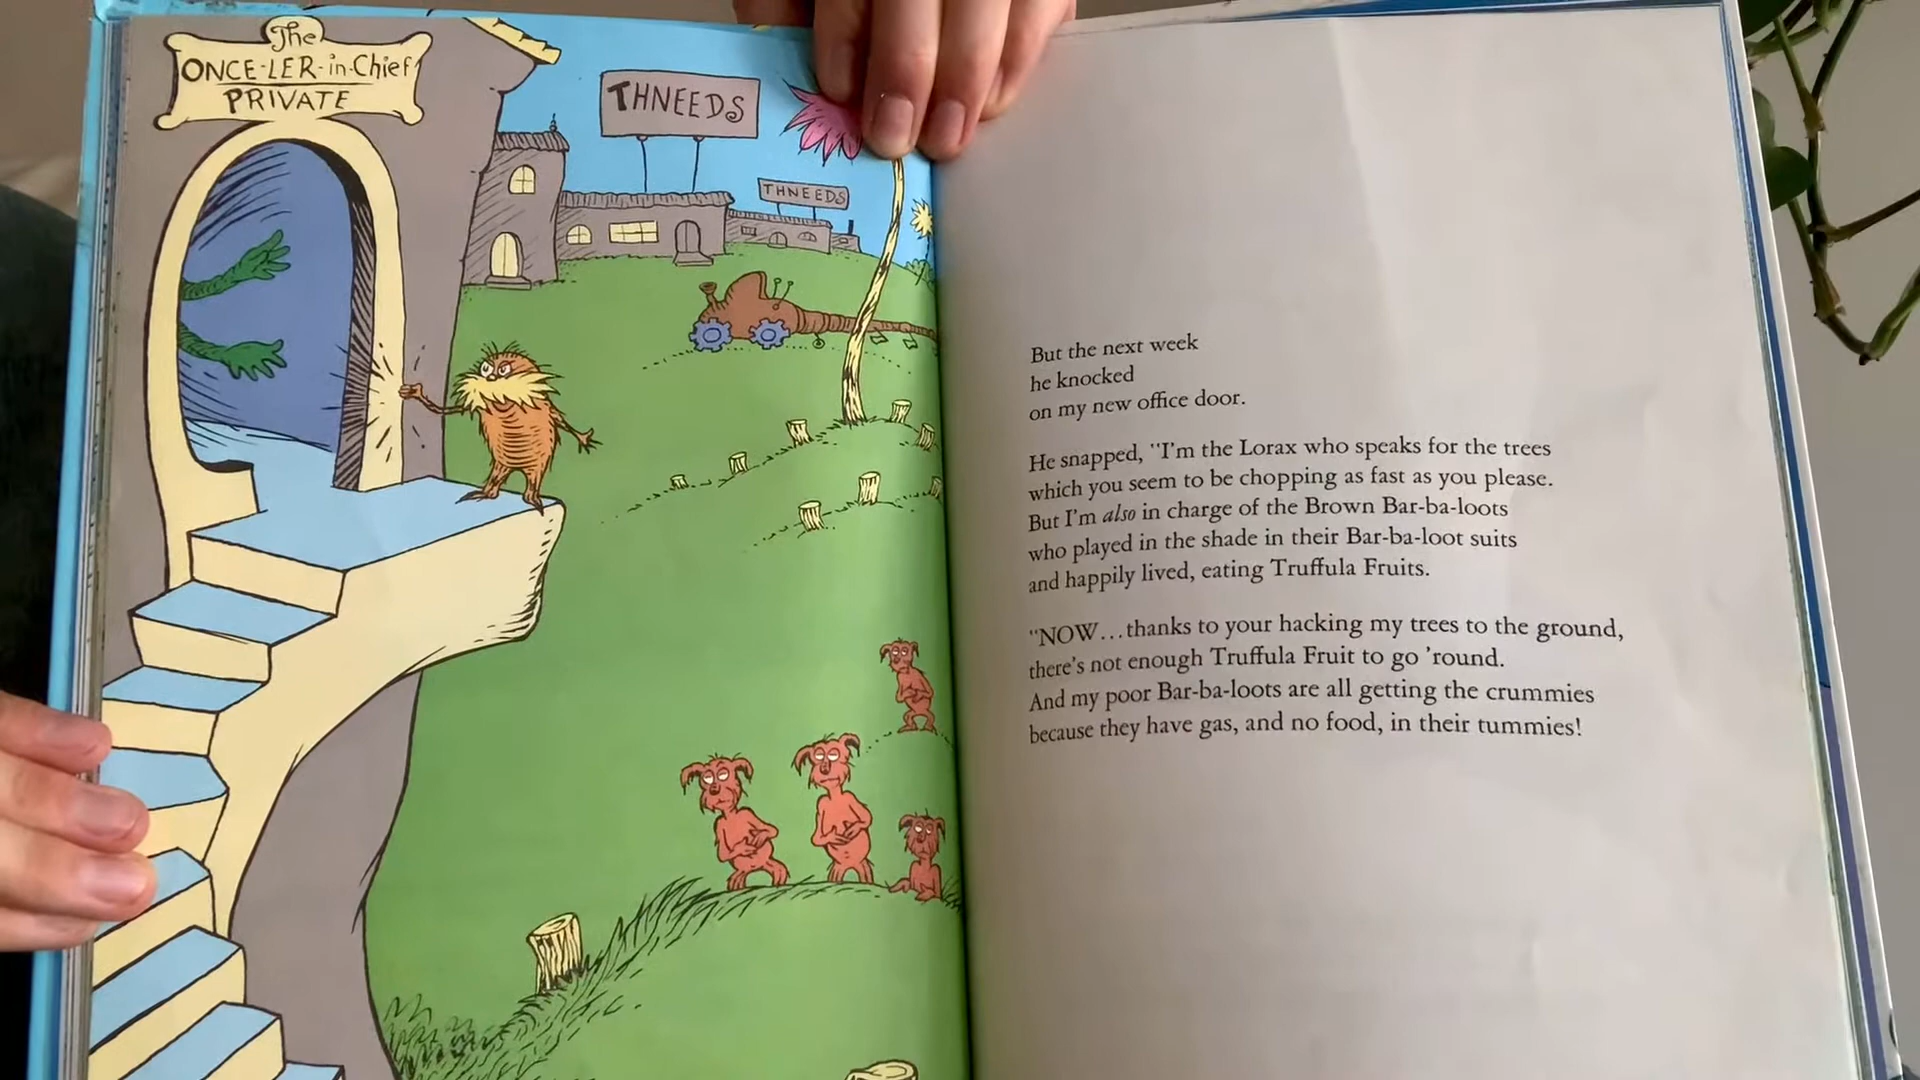 The
ONCE-LER-in-Chief
PRIVATE
THNEEDS
THNEEDS
But the next week
he knocked
on my new office door.
He snapped, "I'm the Lorax who speaks for the trees
which you seem to be chopping as fast as you please.
But I'm also in charge of the Brown Bar-ba-loots
who played in the shade in their Bar-ba-loot suits
and happily lived, eating Truffula Fruits.
"NOW...thanks to your hacking my trees to the ground,
there's not enough Truffula Fruit to go 'round.
And my poor Bar-ba-loots are all getting the crummies
because they have gas, and no food, in their tummies!